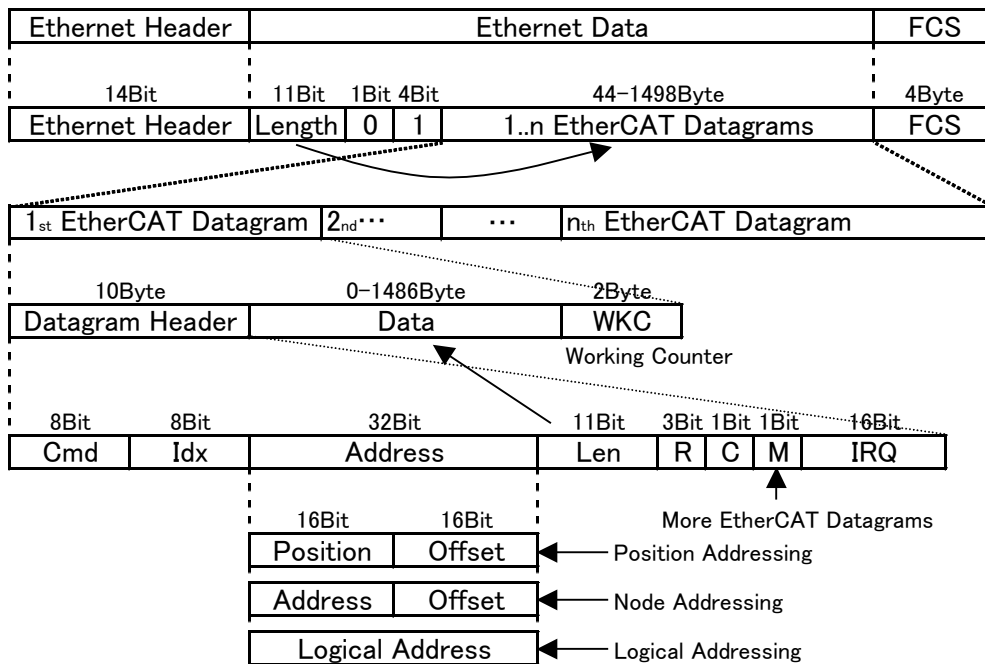 Ethernet Header Ethernet Data FCS
14Bit 11Bit 1Bit 4Bit 44-1498Byte 4Byte
Ethernet Header Length 0 1 1..n EtherCAT Datagrams FCS
1st EtherCAT Datagram 2nd… … nth EtherCAT Datagram
10Byte 0-1486Byte 2Byte
Datagram Header Data WKC
Working Counter
8Bit 8Bit 32Bit 11Bit 3Bit 1Bit 1Bit 16Bit
Cmd Idx Address Len R C M IRQ
More EtherCAT Datagrams
16Bit 16Bit
Position Offset Position Addressing
Address Offset Node Addressing
Logical Address Logical Addressing